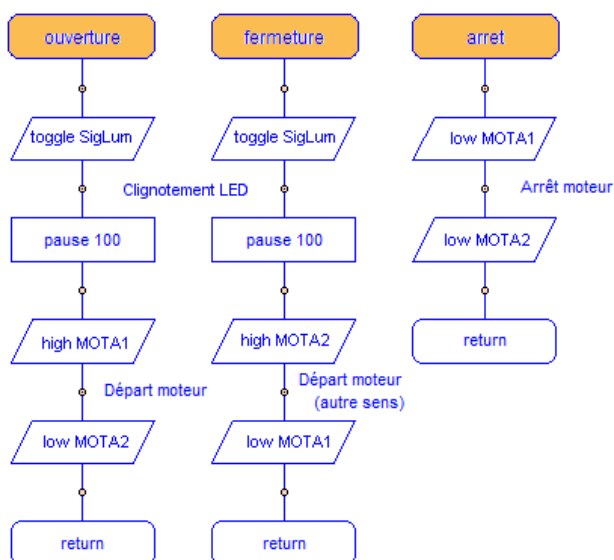 ouverture
toggle SigLum
Clignotement LED
pause 100
high MOTA1
Départ moteur
low MOTA2
return
fermeture
toggle SigLum
pause 100
high MOTA2
Départ moteur
(autre sens)
low MOTA1
return
arret
low MOTA1
Arrêt moteur
low MOTA2
return